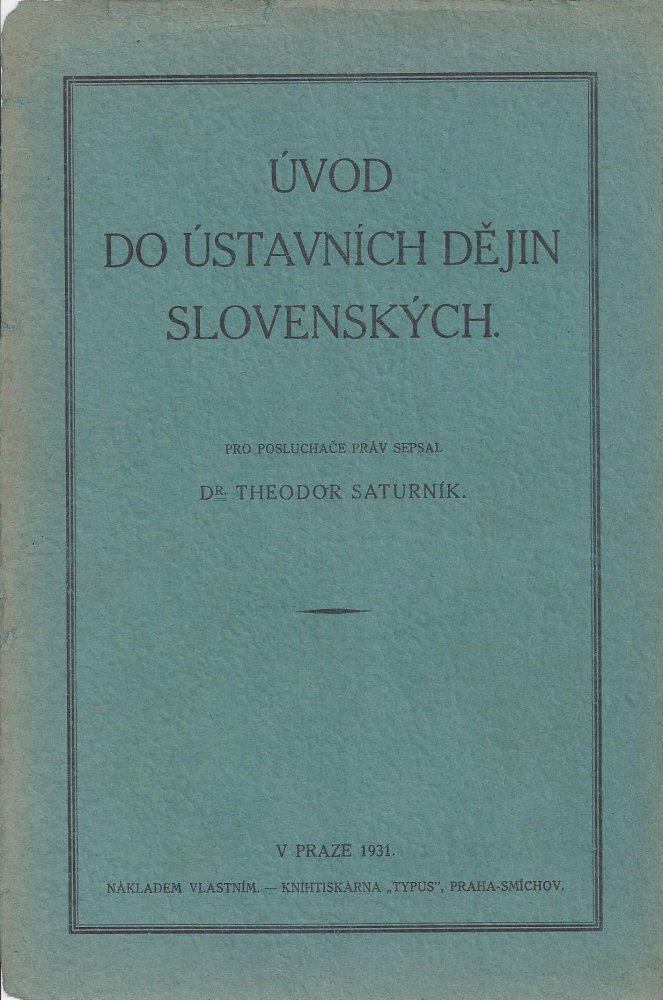 ÚVOD
DO ÚSTAVNÍCH DĚJIN
SLOVENSKÝCH.
PRO POSLUCHAČE PRÁV SEPSAL
DR. THEODOR SATURNÍK.
V PRAZE 1931.
NÁKLADEM VLASTNÍM. — KNIHTISKÁRNA „TYPUS", PRAHA-SMÍCHOV.